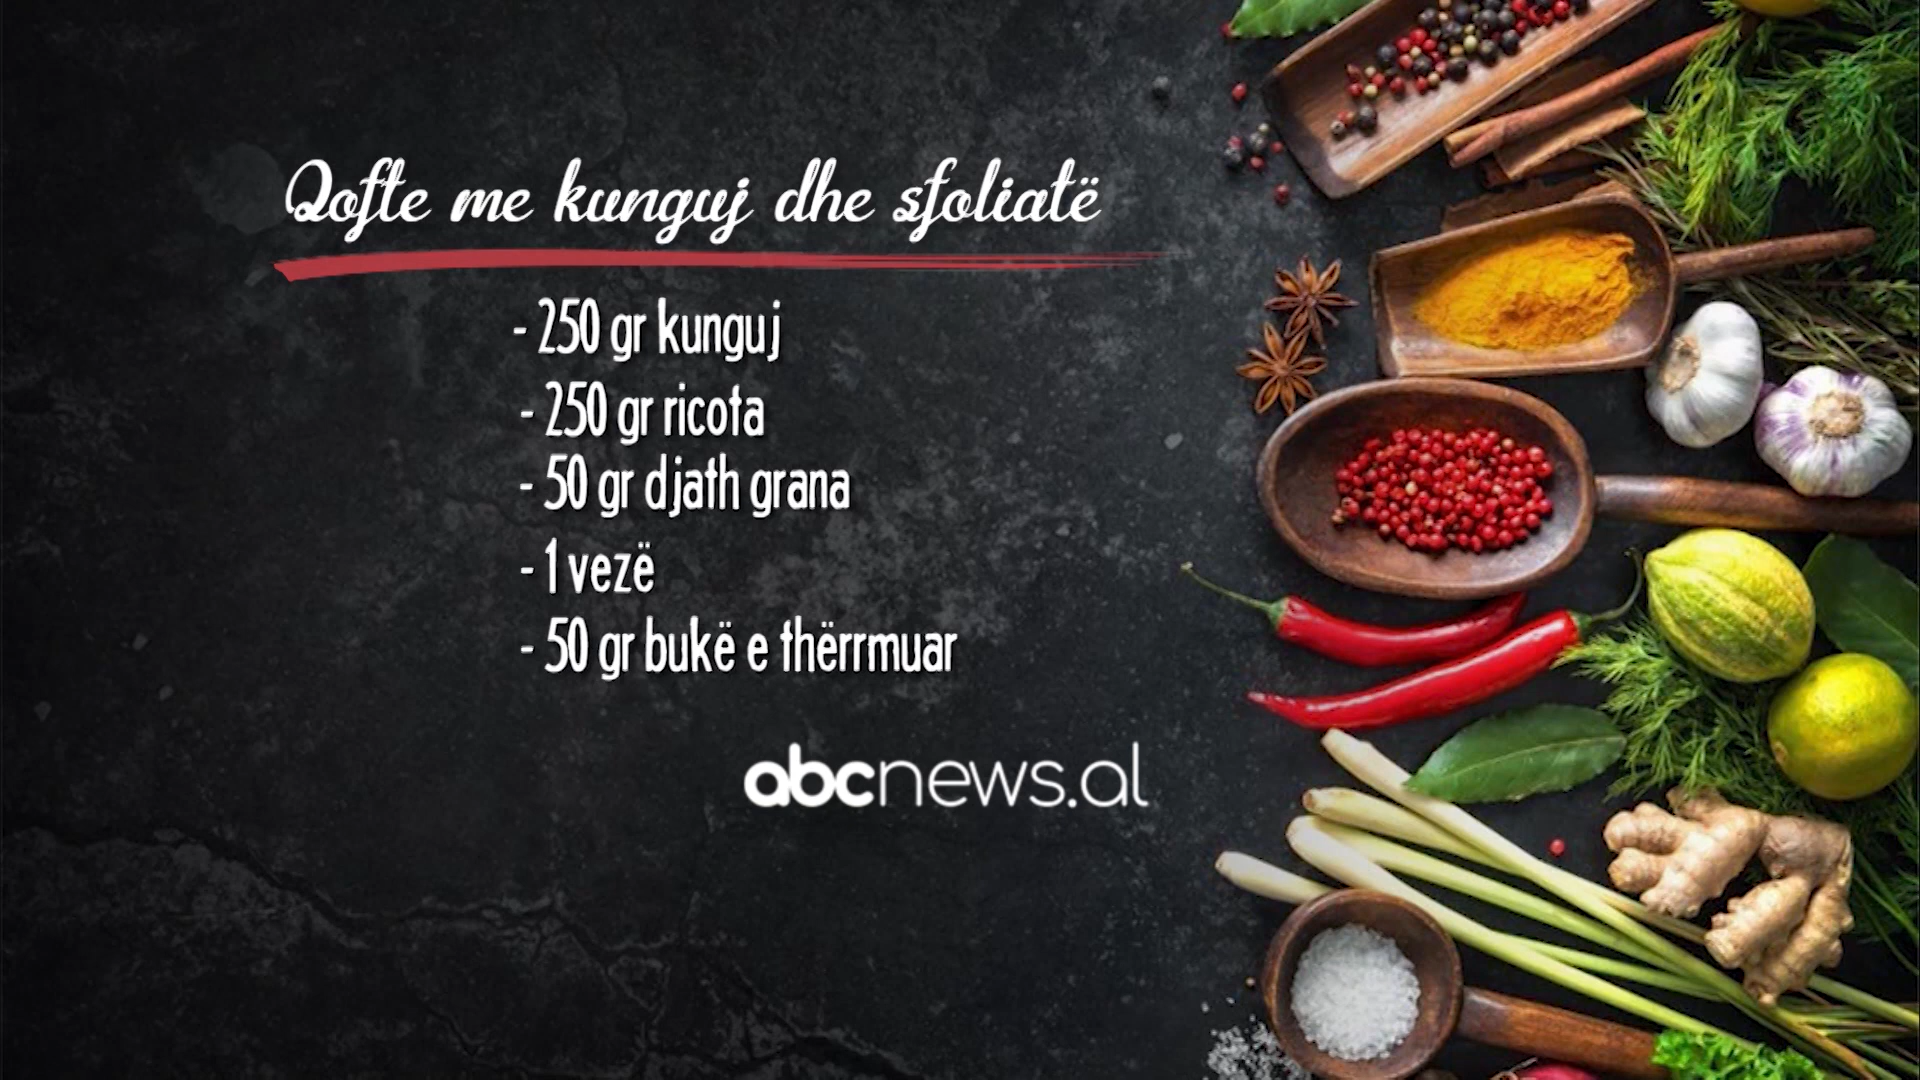 Qofte me kunguj dhe sfoliatë
- 250 gr kunguj
- 250 gr ricota
- 50 gr djath grana
- 1 vezë
- 50 gr bukë e thërrmuar
abcnews.al